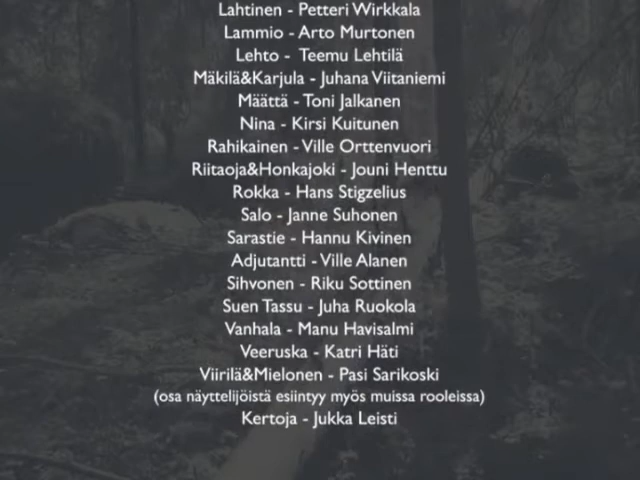 Lahtinen - Petteri Wirkkala
Lammio - Arto Murtonen
Lehto - Teemu Lehtilä
Mäkilä&Karjula - Juhana Viitaniemi
Määttä - Toni Jalkanen
Nina - Kirsi Kuitunen
Rahikainen - Ville Orttenvuori
Riitaoja&Honkajoki - Jouni Henttu
Rokka - Hans Stigzelius
Salo - Janne Suhonen
Sarastie - Hannu Kivinen
Adjutantti - Ville Alanen
Sihvonen - Riku Sottinen
Suen Tassu - Juha Ruokola
Vanhala - Manu Havisalmi
Veeruska - Katri Häti
Viirilä&Mielonen - Pasi Sarikoski
(osa näyttelijöistä esiintyy myös muissa rooleissa)
Kertoja - Jukka Leisti